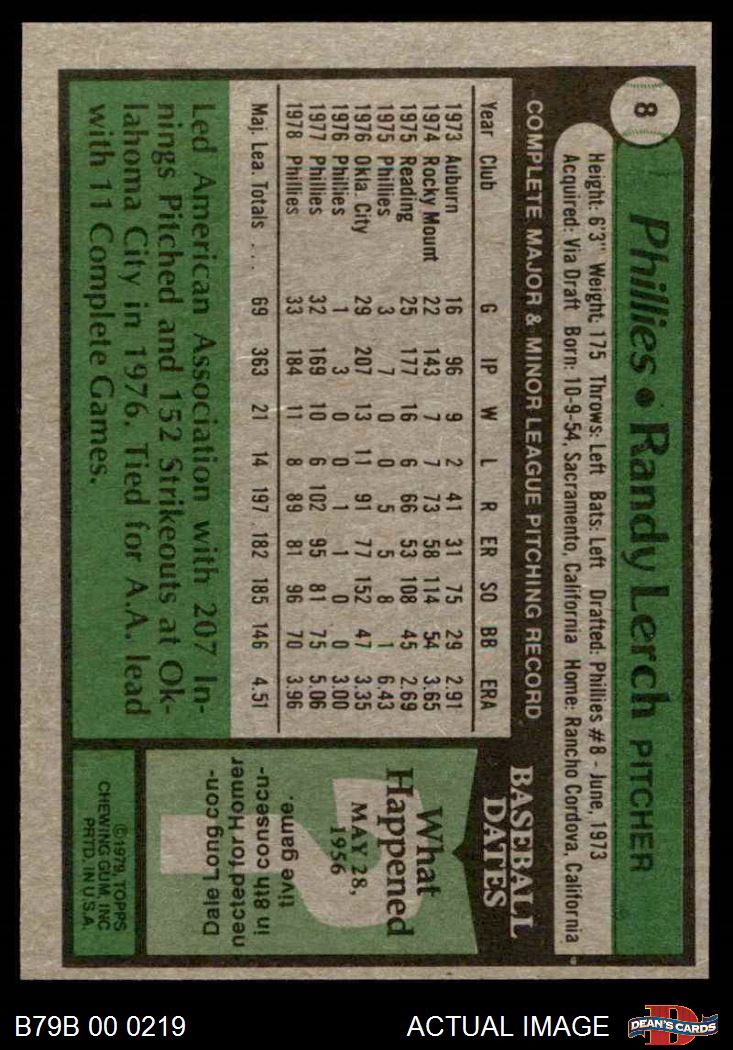 8
Phillies • Randy Lerch PITCHER
Height: 6'3" Weight: 175 Throws: Left Bats: Left Drafted: Phillies #8 - June, 1973
Acquired: Via Draft Born: 10-9-54, Sacramento, California Home: Rancho Cordova, California
COMPLETE MAJOR & MINOR LEAGUE PITCHING RECORD
Year Club G IP W L R ER SO BB ERA
1973 Auburn 16 96 9 2 41 31 75 29 2.91
1974 Rocky Mount 22 143 7 7 73 58 114 54 3.65
1975 Reading 25 177 16 6 66 53 108 45 2.69
1975 Phillies 3 7 0 0 5 5 8 1 6.43
1976 Okla. City 29 207 13 11 91 77 152 47 3.35
1976 Phillies 1 3 0 0 1 1 0 0 3.00
1977 Phillies 32 169 10 6 102 95 81 75 5.06
1978 Phillies 33 184 11 8 89 81 96 70 3.96
Maj. Lea. Totals . . . 69 363 21 14 197 182 185 146 4.51
Led American Association with 207 In-
nings Pitched and 152 Strikeouts at Ok-
lahoma City in 1976. Tied for A.A. lead
with 11 Complete Games.
BASEBALL
DATES
What
Happened
MAY 28,
1956
?
Dale Long con-
nected for Homer
in 8th consecu-
tive game.
©1979, TOPPS
CHEWING GUM, INC
PRTD. IN U.S.A.
B79B 00 0219
ACTUAL IMAGE
D
DEAN'S CARDS